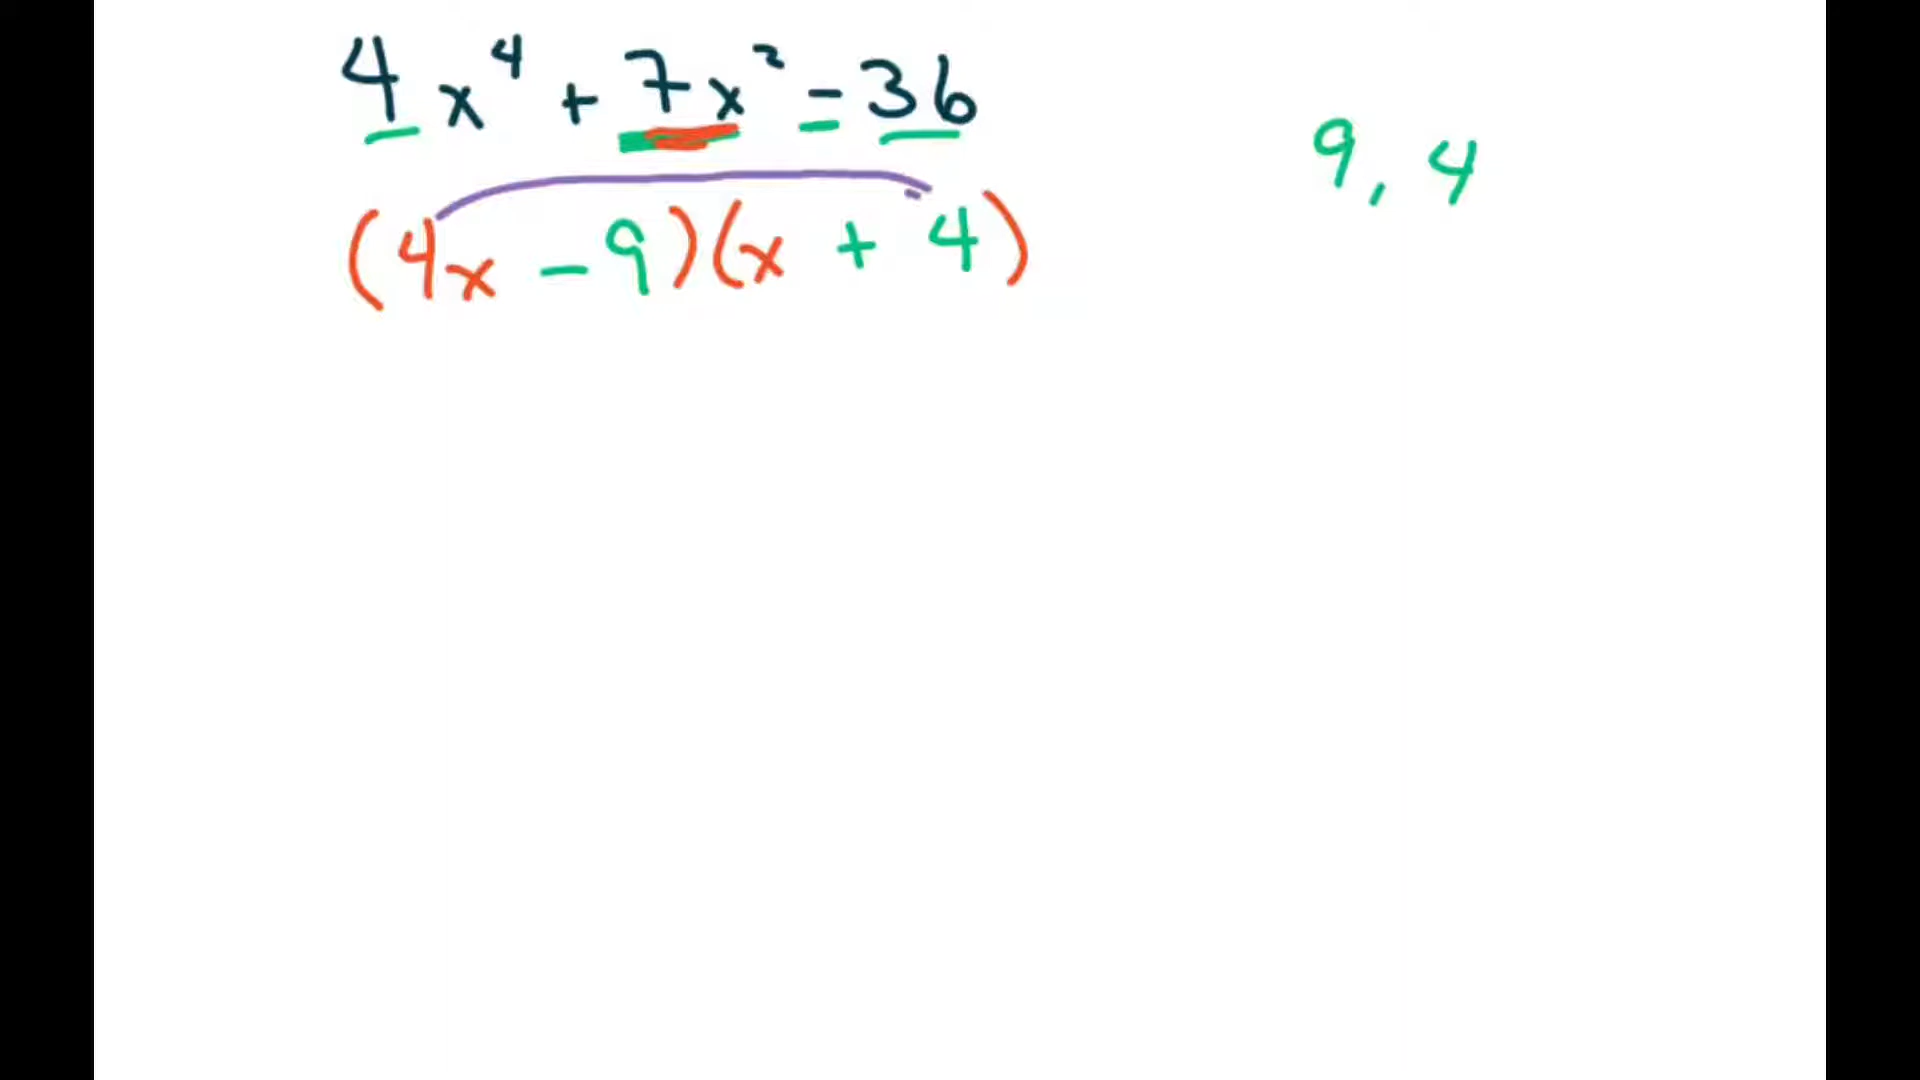 4x⁴ + 7x² - 36
9, 4
(4x - 9)(x + 4)